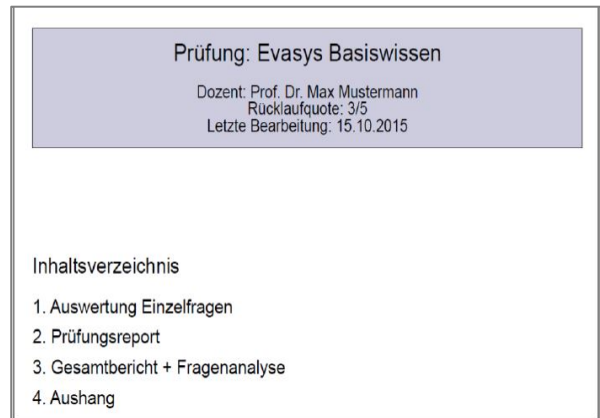 Prüfung: Evasys Basiswissen
Dozent: Prof. Dr. Max Mustermann
Rücklaufquote: 3/5
Letzte Bearbeitung: 15.10.2015
Inhaltsverzeichnis
1. Auswertung Einzelfragen
2. Prüfungsreport
3. Gesamtbericht + Fragenanalyse
4. Aushang